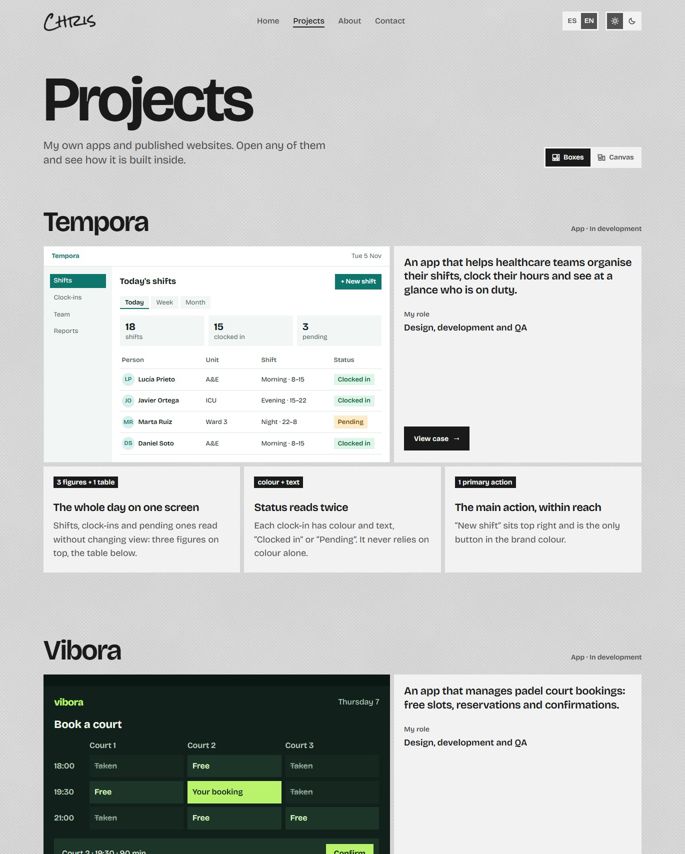 CHRIS
Home Projects About Contact
ES EN
Projects
My own apps and published websites. Open any of them
and see how it is built inside.
Boxes Canvas
Tempora
App · In development
Tempora
Tue 5 Nov
Shifts
Clock-ins
Team
Reports
Today's shifts
+ New shift
Today Week Month
18
shifts
15
clocked in
3
pending
Person Unit Shift Status
LP Lucía Prieto A&E Morning · 8–15 Clocked in
JO Javier Ortega ICU Evening · 15–22 Clocked in
MR Marta Ruiz Ward 3 Night · 22–8 Pending
DS Daniel Soto A&E Morning · 8–15 Clocked in
An app that helps healthcare teams organise
their shifts, clock their hours and see at a
glance who is on duty.
My role
Design, development and QA
View case →
3 figures + 1 table
The whole day on one screen
Shifts, clock-ins and pending ones read
without changing view: three figures on
top, the table below.
colour + text
Status reads twice
Each clock-in has colour and text,
“Clocked in” or “Pending”. It never relies on
colour alone.
1 primary action
The main action, within reach
“New shift” sits top right and is the only
button in the brand colour.
Vibora
App · In development
vibora
Thursday 7
Book a court
Court 1 Court 2 Court 3
18:00 Taken Free Taken
19:30 Free Your booking Taken
21:00 Taken Free Free
Court 2 · 19:30 · 90 min
Confirm
An app that manages padel court bookings:
free slots, reservations and confirmations.
My role
Design, development and QA